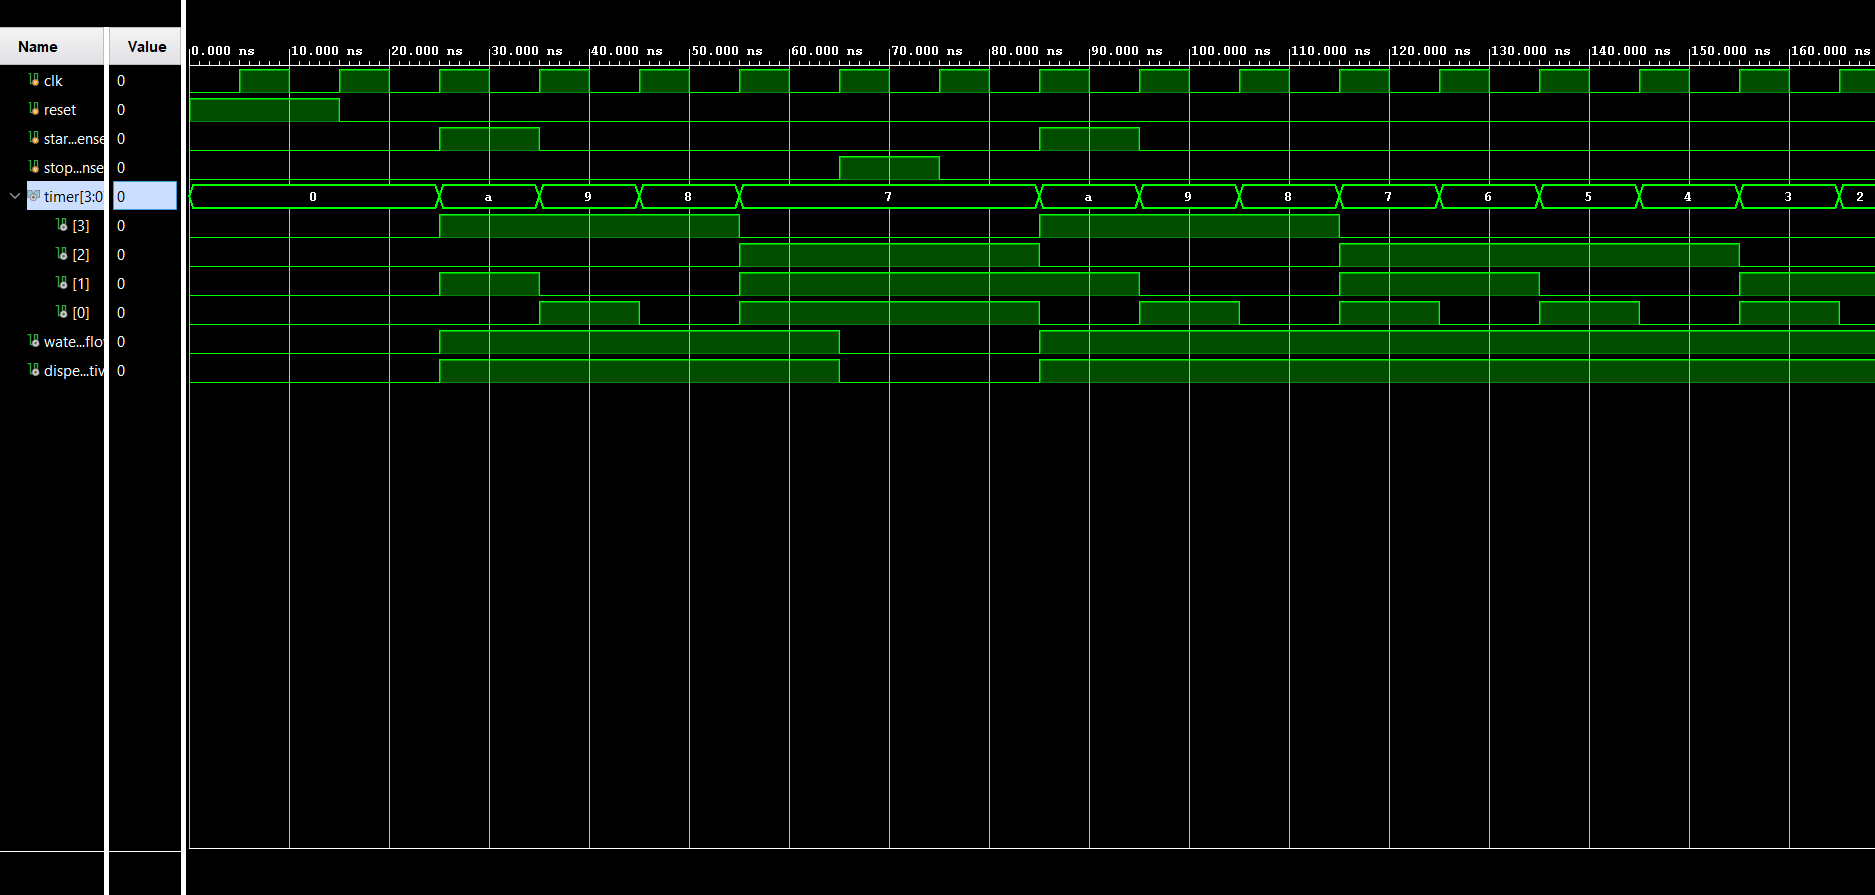 Name Value
0.000 ns 10.000 ns 20.000 ns 30.000 ns 40.000 ns 50.000 ns 60.000 ns 70.000 ns 80.000 ns 90.000 ns 100.000 ns 110.000 ns 120.000 ns 130.000 ns 140.000 ns 150.000 ns 160.000 ns
clk 0
reset 0
star...ense 0
stop...nse 0
timer[3:0 0 0 a 9 8 7 a 9 8 7 6 5 4 3 2
[3] 0
[2] 0
[1] 0
[0] 0
wate...flo 0
dispe...tiv 0